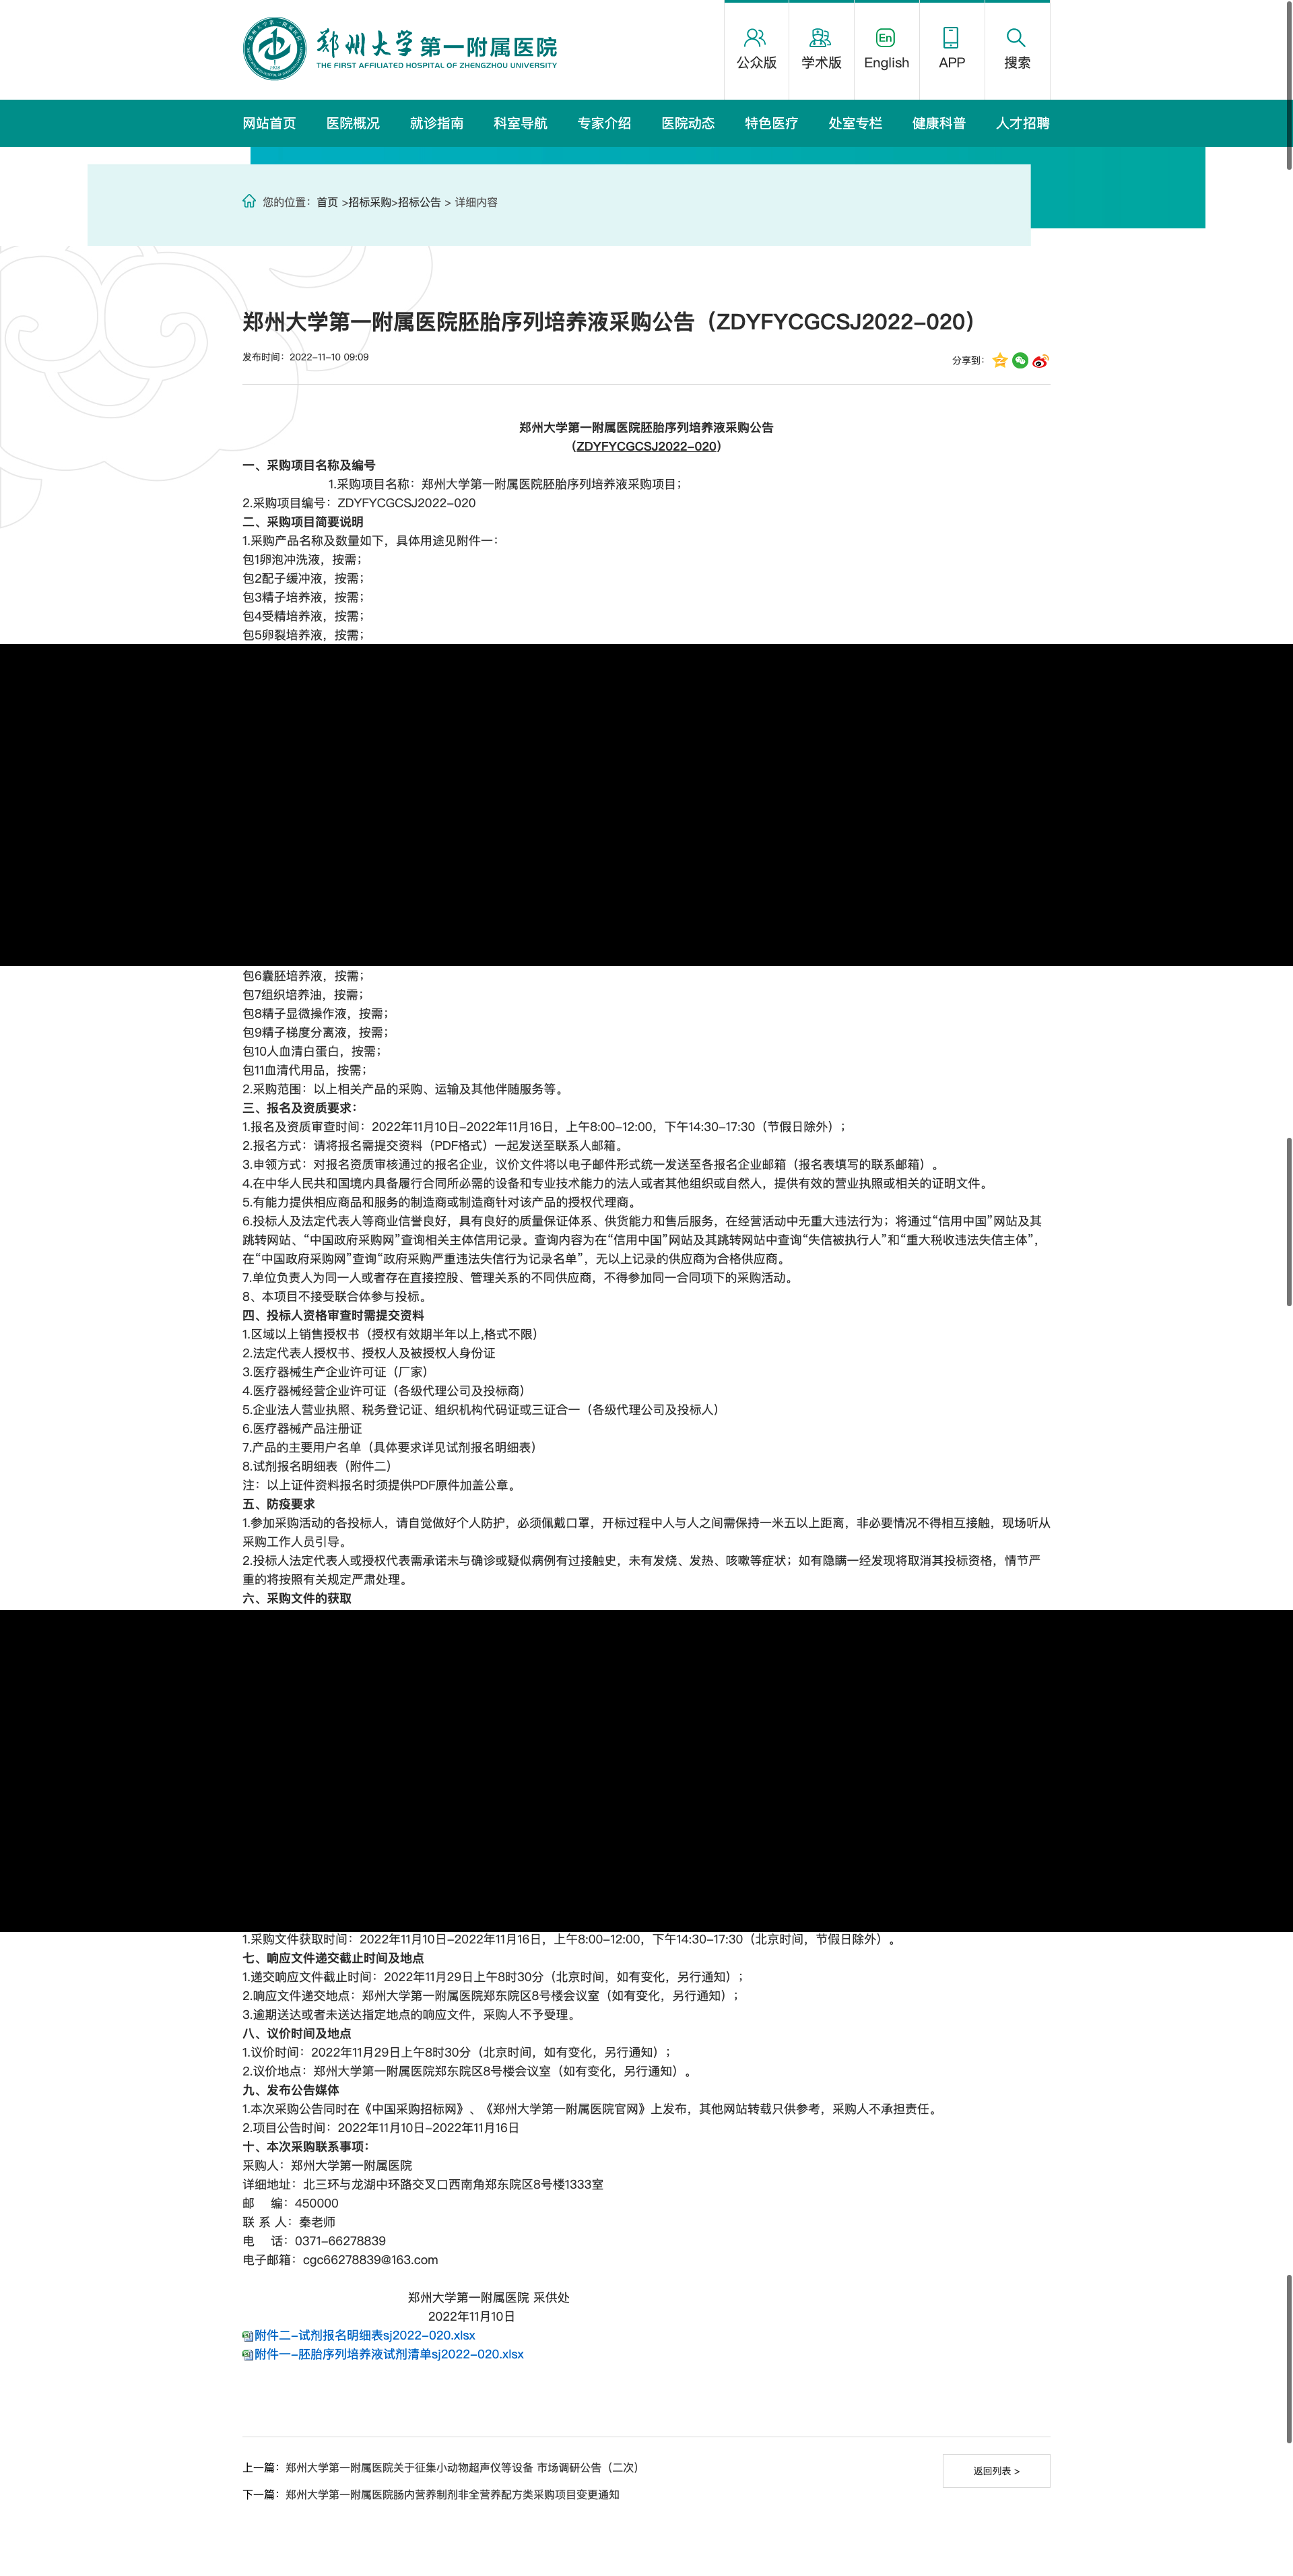 郑州大学第一附属医院
THE FIRST AFFILIATED HOSPITAL OF ZHENGZHOU UNIVERSITY
公众版 学术版 English APP 搜索
网站首页 医院概况 就诊指南 科室导航 专家介绍 医院动态 特色医疗 处室专栏 健康科普 人才招聘
您的位置：首页 >招标采购>招标公告 > 详细内容
郑州大学第一附属医院胚胎序列培养液采购公告（ZDYFYCGCSJ2022-020）
发布时间：2022-11-10 09:09
分享到：
郑州大学第一附属医院胚胎序列培养液采购公告
（ZDYFYCGCSJ2022-020）
一、采购项目名称及编号
1.采购项目名称：郑州大学第一附属医院胚胎序列培养液采购项目；
2.采购项目编号：ZDYFYCGCSJ2022-020
二、采购项目简要说明
1.采购产品名称及数量如下，具体用途见附件一：
包1卵泡冲洗液，按需；
包2配子缓冲液，按需；
包3精子培养液，按需；
包4受精培养液，按需；
包5卵裂培养液，按需；
包6囊胚培养液，按需；
包7组织培养油，按需；
包8精子显微操作液，按需；
包9精子梯度分离液，按需；
包10人血清白蛋白，按需；
包11血清代用品，按需；
2.采购范围：以上相关产品的采购、运输及其他伴随服务等。
三、报名及资质要求：
1.报名及资质审查时间：2022年11月10日-2022年11月16日，上午8:00-12:00，下午14:30-17:30（节假日除外）；
2.报名方式：请将报名需提交资料（PDF格式）一起发送至联系人邮箱。
3.申领方式：对报名资质审核通过的报名企业，议价文件将以电子邮件形式统一发送至各报名企业邮箱（报名表填写的联系邮箱）。
4.在中华人民共和国境内具备履行合同所必需的设备和专业技术能力的法人或者其他组织或自然人，提供有效的营业执照或相关的证明文件。
5.有能力提供相应商品和服务的制造商或制造商针对该产品的授权代理商。
6.投标人及法定代表人等商业信誉良好，具有良好的质量保证体系、供货能力和售后服务，在经营活动中无重大违法行为；将通过“信用中国”网站及其
跳转网站、“中国政府采购网”查询相关主体信用记录。查询内容为在“信用中国”网站及其跳转网站中查询“失信被执行人”和“重大税收违法失信主体”，
在“中国政府采购网”查询“政府采购严重违法失信行为记录名单”，无以上记录的供应商为合格供应商。
7.单位负责人为同一人或者存在直接控股、管理关系的不同供应商，不得参加同一合同项下的采购活动。
8、本项目不接受联合体参与投标。
四、投标人资格审查时需提交资料
1.区域以上销售授权书（授权有效期半年以上,格式不限）
2.法定代表人授权书、授权人及被授权人身份证
3.医疗器械生产企业许可证（厂家）
4.医疗器械经营企业许可证（各级代理公司及投标商）
5.企业法人营业执照、税务登记证、组织机构代码证或三证合一（各级代理公司及投标人）
6.医疗器械产品注册证
7.产品的主要用户名单（具体要求详见试剂报名明细表）
8.试剂报名明细表（附件二）
注：以上证件资料报名时须提供PDF原件加盖公章。
五、防疫要求
1.参加采购活动的各投标人，请自觉做好个人防护，必须佩戴口罩，开标过程中人与人之间需保持一米五以上距离，非必要情况不得相互接触，现场听从
采购工作人员引导。
2.投标人法定代表人或授权代表需承诺未与确诊或疑似病例有过接触史，未有发烧、发热、咳嗽等症状；如有隐瞒一经发现将取消其投标资格，情节严
重的将按照有关规定严肃处理。
六、采购文件的获取
1.采购文件获取时间：2022年11月10日-2022年11月16日，上午8:00-12:00，下午14:30-17:30（北京时间，节假日除外）。
七、响应文件递交截止时间及地点
1.递交响应文件截止时间：2022年11月29日上午8时30分（北京时间，如有变化，另行通知）；
2.响应文件递交地点：郑州大学第一附属医院郑东院区8号楼会议室（如有变化，另行通知）；
3.逾期送达或者未送达指定地点的响应文件，采购人不予受理。
八、议价时间及地点
1.议价时间：2022年11月29日上午8时30分（北京时间，如有变化，另行通知）；
2.议价地点：郑州大学第一附属医院郑东院区8号楼会议室（如有变化，另行通知）。
九、发布公告媒体
1.本次采购公告同时在《中国采购招标网》、《郑州大学第一附属医院官网》上发布，其他网站转载只供参考，采购人不承担责任。
2.项目公告时间：2022年11月10日-2022年11月16日
十、本次采购联系事项：
采购人：郑州大学第一附属医院
详细地址：北三环与龙湖中环路交叉口西南角郑东院区8号楼1333室
邮 编：450000
联 系 人：秦老师
电 话：0371-66278839
电子邮箱：cgc66278839@163.com
郑州大学第一附属医院 采供处
2022年11月10日
附件二-试剂报名明细表sj2022-020.xlsx
附件一-胚胎序列培养液试剂清单sj2022-020.xlsx
上一篇：郑州大学第一附属医院关于征集小动物超声仪等设备 市场调研公告（二次）
返回列表 >
下一篇：郑州大学第一附属医院肠内营养制剂非全营养配方类采购项目变更通知